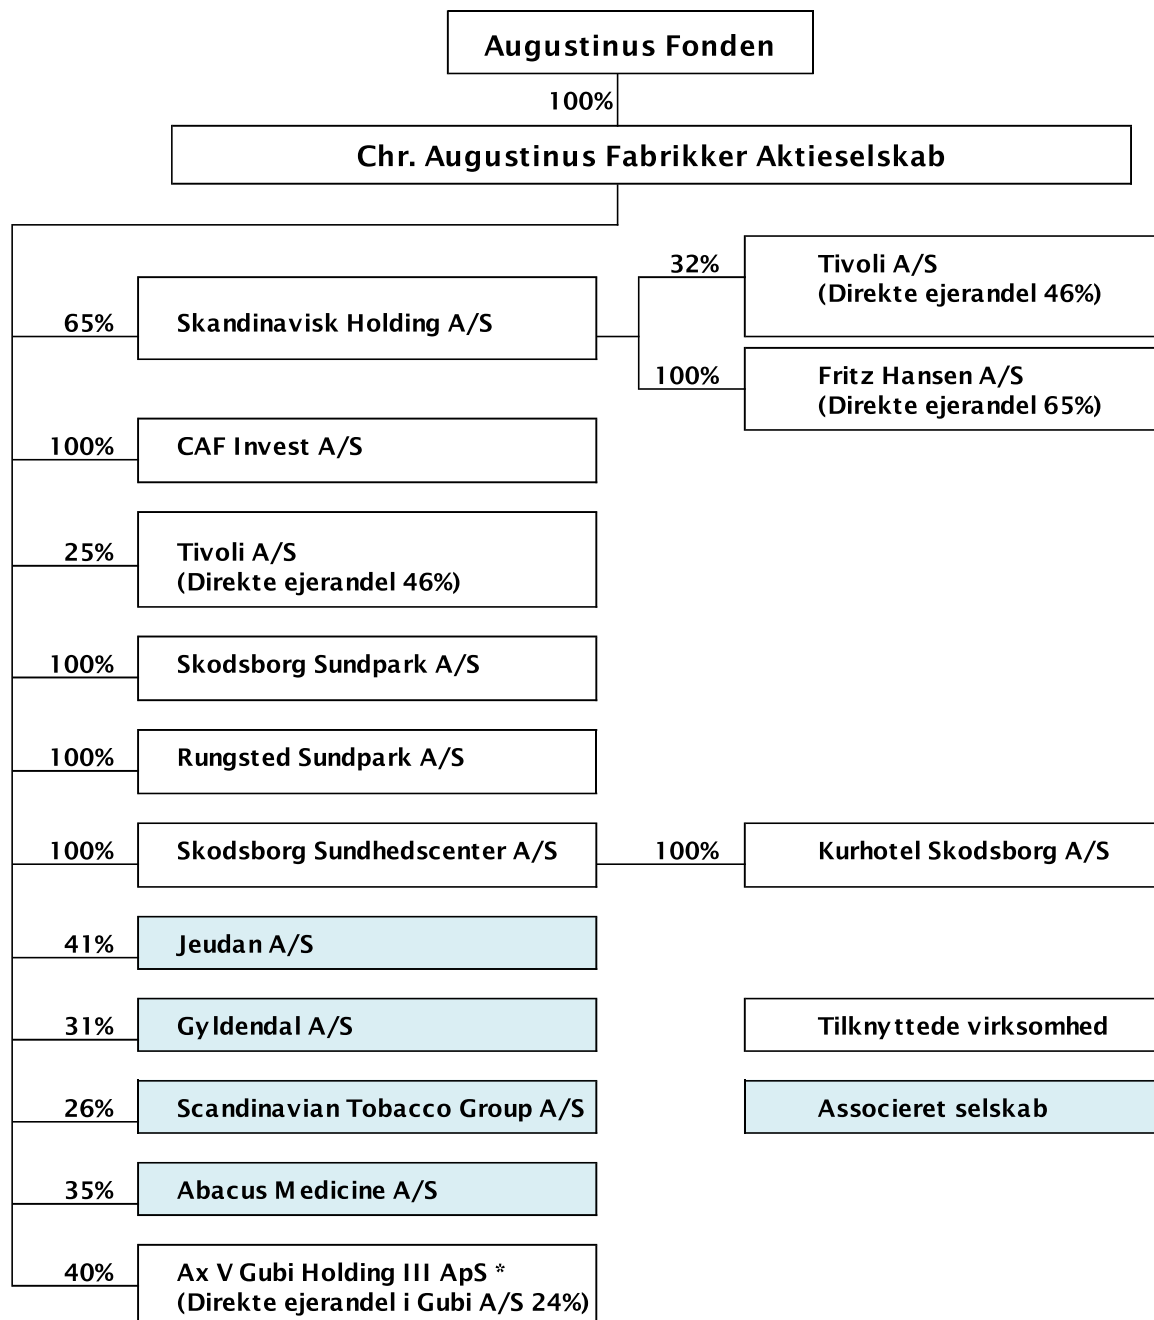 Augustinus Fonden
100%
Chr. Augustinus Fabrikker Aktieselskab
65%
Skandinavisk Holding A/S
32%
Tivoli A/S
(Direkte ejerandel 46%)
100%
Fritz Hansen A/S
(Direkte ejerandel 65%)
100%
CAF Invest A/S
25%
Tivoli A/S
(Direkte ejerandel 46%)
100%
Skodsborg Sundpark A/S
100%
Rungsted Sundpark A/S
100%
Skodsborg Sundhedscenter A/S
100%
Kurhotel Skodsborg A/S
41%
Jeudan A/S
31%
Gyldendal A/S
Tilknyttede virksomhed
26%
Scandinavian Tobacco Group A/S
Associeret selskab
35%
Abacus Medicine A/S
40%
Ax V Gubi Holding III ApS *
(Direkte ejerandel i Gubi A/S 24%)